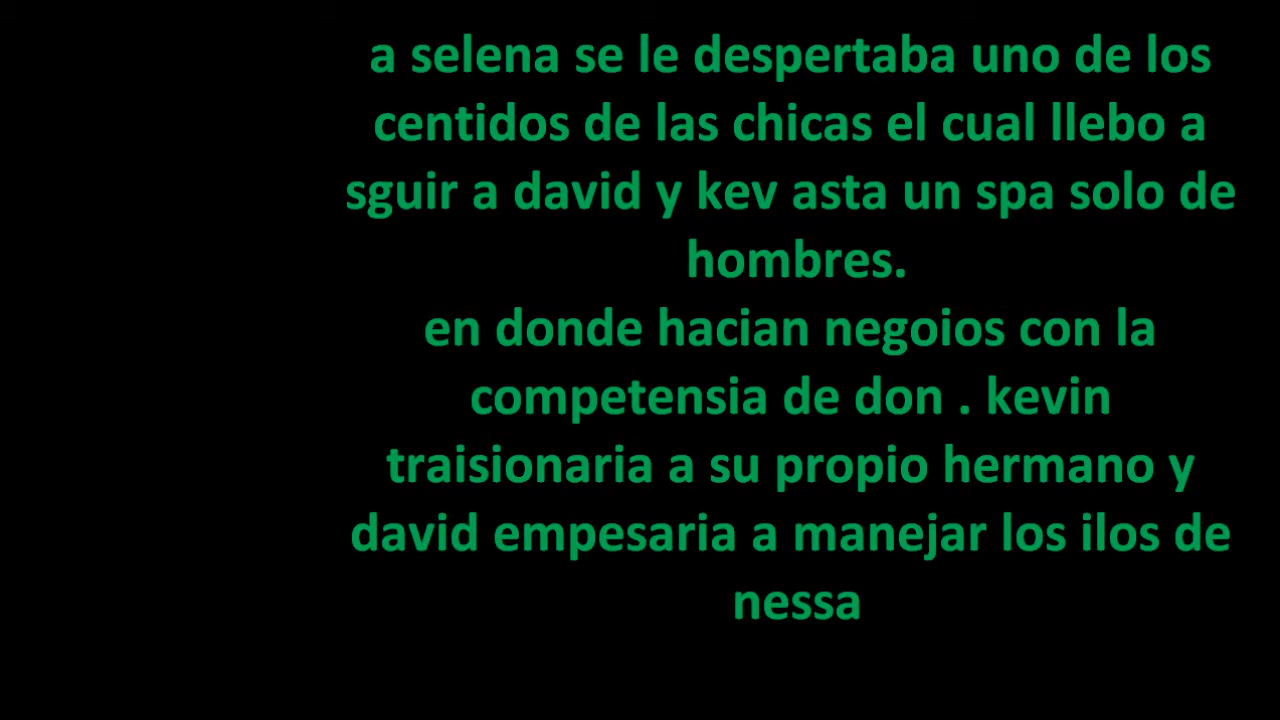 a selena se le despertaba uno de los
centidos de las chicas el cual llebo a
sguir a david y kev asta un spa solo de
hombres.
en donde hacian negoios con la
competensia de don . kevin
traisionaria a su propio hermano y
david empesaria a manejar los ilos de
nessa